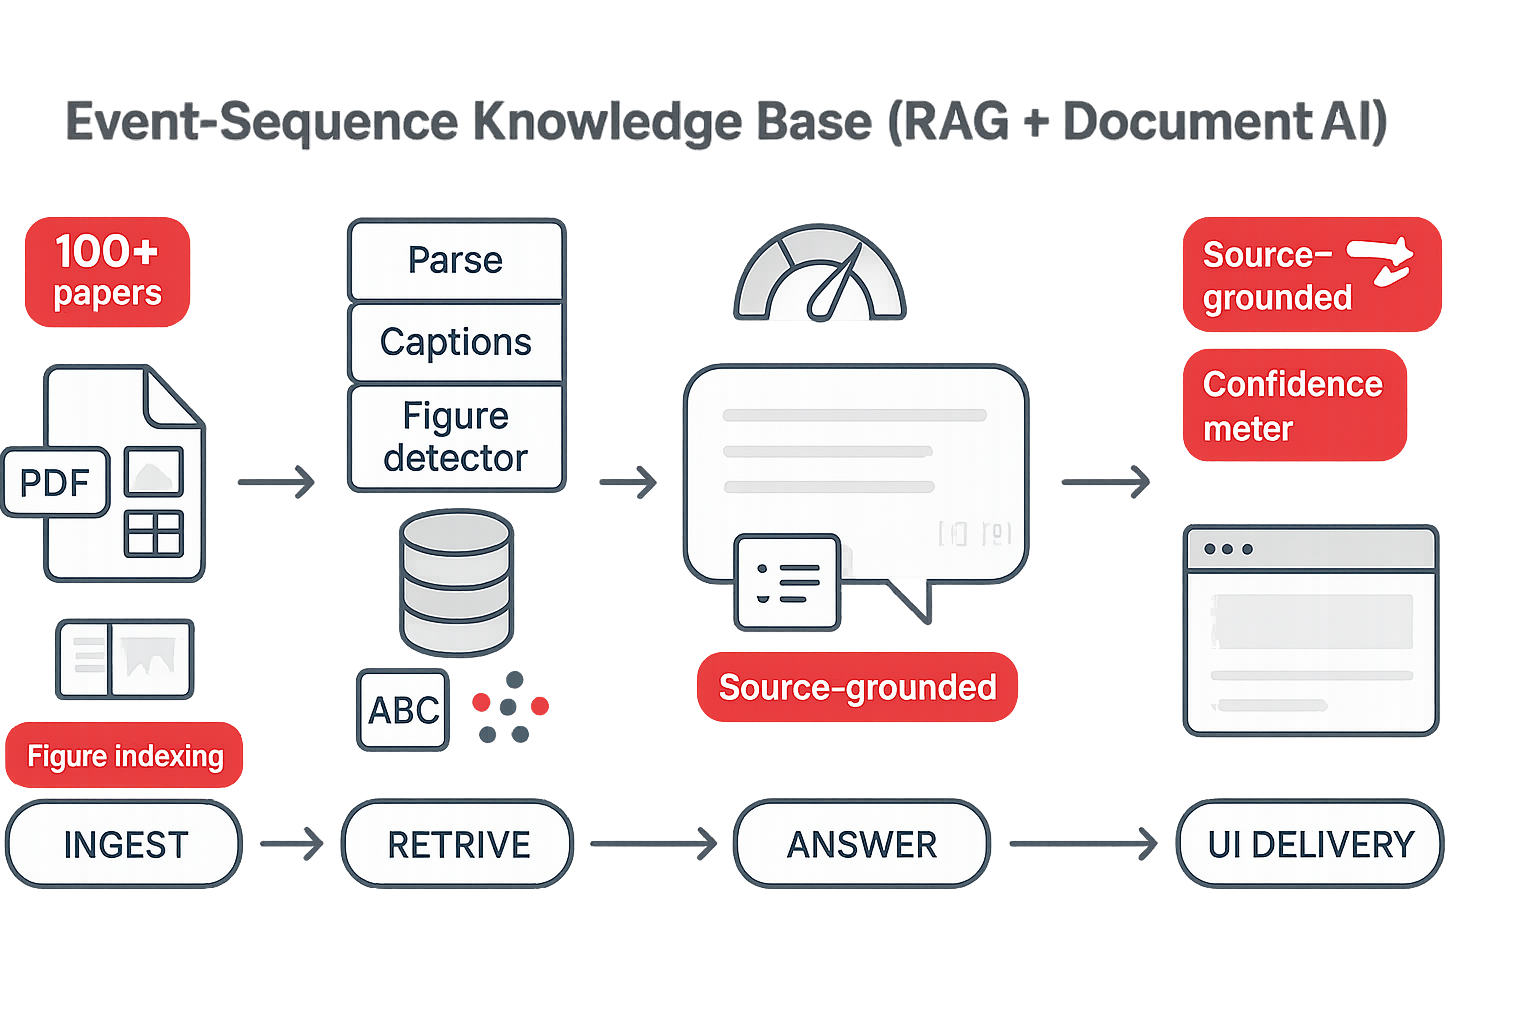 Event-Sequence Knowledge Base (RAG + Document AI)
100+
papers
PDF
Figure indexing
INGEST
Parse
Captions
Figure
detector
ABC
RETRIVE
Source-grounded
ANSWER
Source-
grounded
Confidence
meter
UI DELIVERY